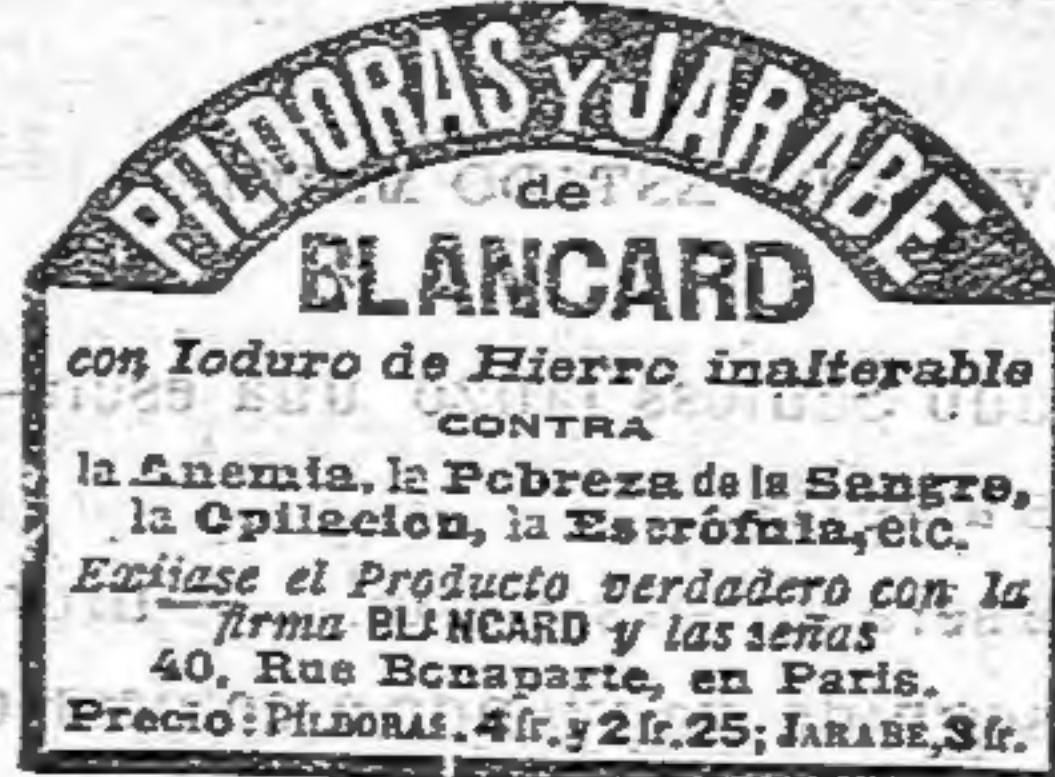 PILDORAS Y JARABE
de
BLANCARD
con Ioduro de Hierro inalterable
CONTRA
la Anemia, la Pobreza de la Sangre,
la Opilacion, la Escrófula, etc.
Exijase el Producto verdadero con la
firma BLANCARD y las señas
40, Rue Bonaparte, en Paris.
Precio: PÍLDORAS, 4 fr. y 2 fr. 25; JARABE, 3 fr.